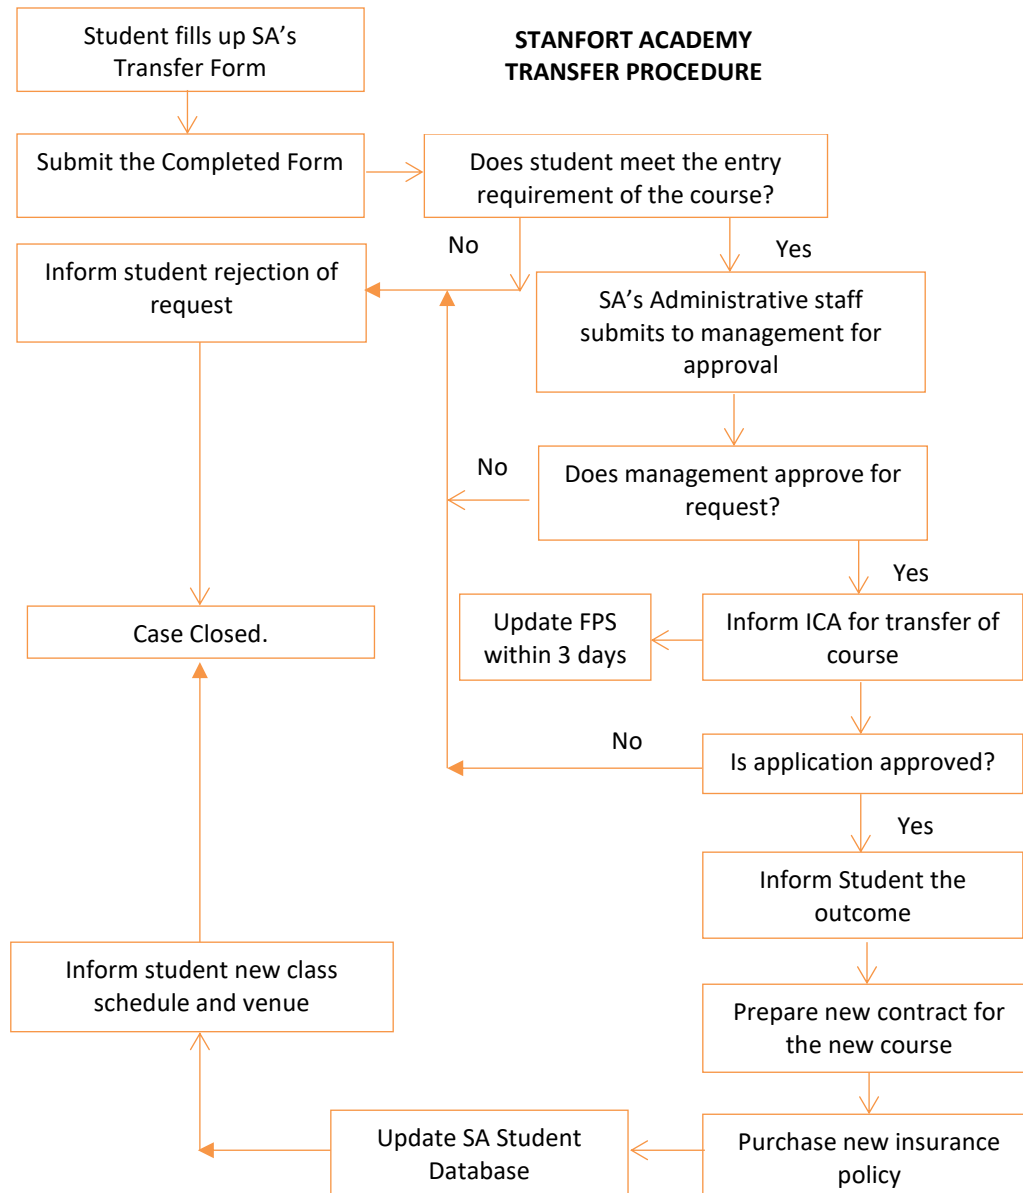 Student fills up SA’s
Transfer Form
STANFORT ACADEMY
TRANSFER PROCEDURE
Submit the Completed Form
Does student meet the entry
requirement of the course?
No
Yes
Inform student rejection of
request
SA’s Administrative staff
submits to management for
approval
No
Does management approve for
request?
Yes
Case Closed.
Update FPS
within 3 days
Inform ICA for transfer of
course
No
Is application approved?
Yes
Inform Student the
outcome
Inform student new class
schedule and venue
Prepare new contract for
the new course
Update SA Student
Database
Purchase new insurance
policy